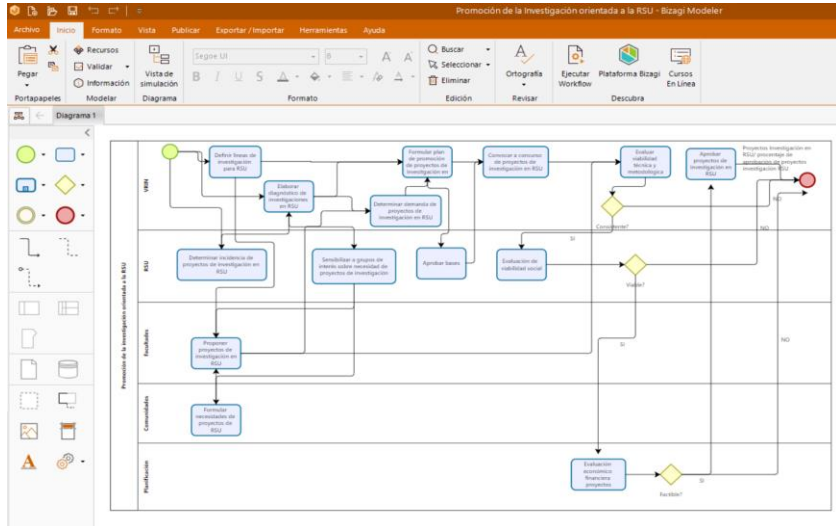 Promoción de la Investigación orientada a la RSU - Bizagi Modeler
Archivo Inicio Formato Vista Publicar Exportar / Importar Herramientas Ayuda
Pegar
Recursos
Validar
Información
Vista de
simulación
Segoe UI
8
B I U S A
A A
Buscar
Seleccionar
Eliminar
Ortografía
Ejecutar
Workflow
Plataforma Bizagi
Cursos
En Línea
Portapapeles Modelar Diagrama Formato Edición Revisar Descubra
Diagrama 1
Promoción de la investigación orientada a la RSU
VRIN
Definir líneas de
investigación
para RSU
Elaborar
diagnóstico de
investigaciones
en RSU
Formular plan
de promoción
de proyectos de
investigación en
Determinar demanda de
proyectos de
investigación en RSU
Convocar a concurso
de proyectos de
investigación en RSU
Evaluar
viabilidad
técnica y
metodologica
Consistente?
Aprobar
proyectos de
investigación en
RSU
Proyectos Investigación en
RSU/ porcentaje de
aprobación de proyectos
investigación RSU
NO
NO
SI
RSU
Determinar incidencia de
proyectos de investigación en
RSU
Sensibilizar a grupos de
interés sobre necesidad de
proyectos de investigación
Aprobar bases
Evaluación de
viabilidad social
Viable?
SI
NO
Facultades
Proponer
proyectos de
investigación en
RSU
Comunidades
Formular
necesidades de
proyectos de
RSU
Planificación
Evaluación
económico
financiera
proyectos
Factible?
SI
A